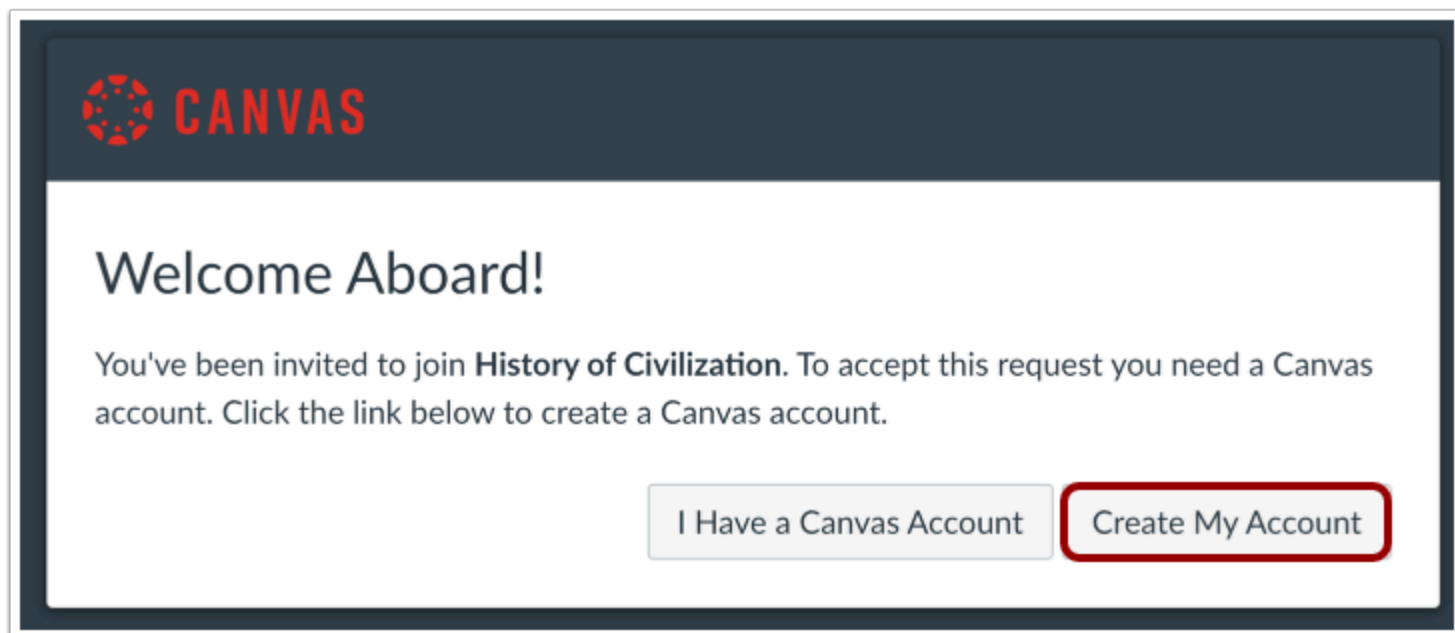 CANVAS
Welcome Aboard!
You've been invited to join History of Civilization. To accept this request you need a Canvas
account. Click the link below to create a Canvas account.
I Have a Canvas Account Create My Account